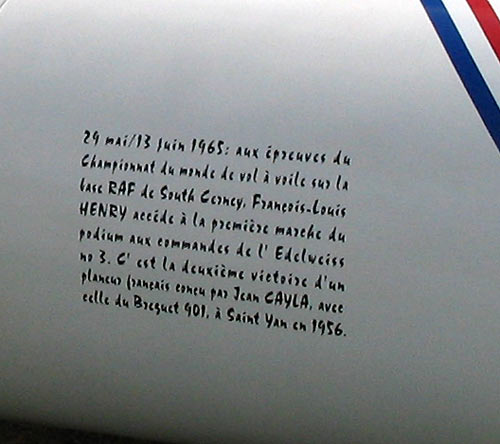 29 mai/13 Juin 1965: aux épreuves du
Championnat du monde de vol à voile sur la
base RAF de South Cerney, François-Louis
HENRY accède à la première marche du
podium aux commandes de l' Edelweiss
no 3. C' est la deuxième victoire d'un
planeur français conçu par Jean CAYLA, avec
celle du Breguet 901, à Saint Yan en 1956.